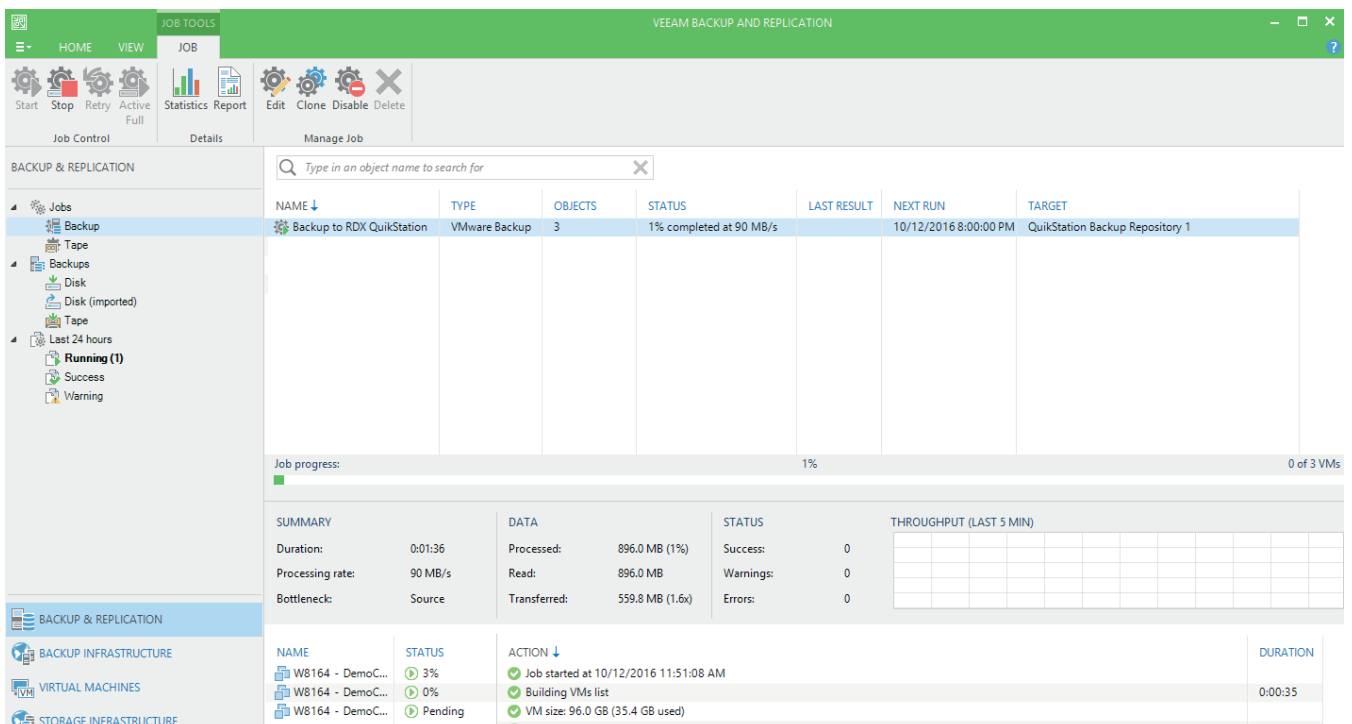 JOB TOOLS
VEEAM BACKUP AND REPLICATION
HOME VIEW JOB
Start Stop Retry Active Full Statistics Report Edit Clone Disable Delete
Job Control Details Manage Job
BACKUP & REPLICATION
Jobs
Backup
Tape
Backups
Disk
Disk (imported)
Tape
Last 24 hours
Running (1)
Success
Warning
BACKUP & REPLICATION
BACKUP INFRASTRUCTURE
VIRTUAL MACHINES
STORAGE INFRASTRUCTURE
Type in an object name to search for
NAME TYPE OBJECTS STATUS LAST RESULT NEXT RUN TARGET
Backup to RDX QuikStation VMware Backup 3 1% completed at 90 MB/s 10/12/2016 8:00:00 PM QuikStation Backup Repository 1
Job progress: 1% 0 of 3 VMs
SUMMARY DATA STATUS THROUGHPUT (LAST 5 MIN)
Duration: 0:01:36 Processed: 896.0 MB (1%) Success: 0
Processing rate: 90 MB/s Read: 896.0 MB Warnings: 0
Bottleneck: Source Transferred: 559.8 MB (1.6x) Errors: 0
NAME STATUS ACTION DURATION
W8164 - DemoC... 3% Job started at 10/12/2016 11:51:08 AM
W8164 - DemoC... 0% Building VMs list 0:00:35
W8164 - DemoC... Pending VM size: 96.0 GB (35.4 GB used)